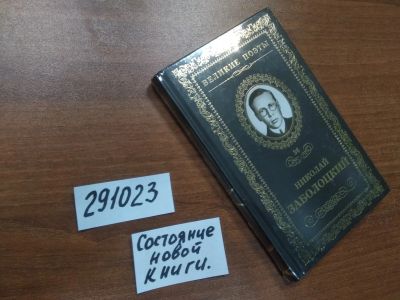 ВЕЛИКИЕ ПОЭТЫ
НИКОЛАЙ
ЗАБОЛОЦКИЙ
291023
Состояние
новой
книги.